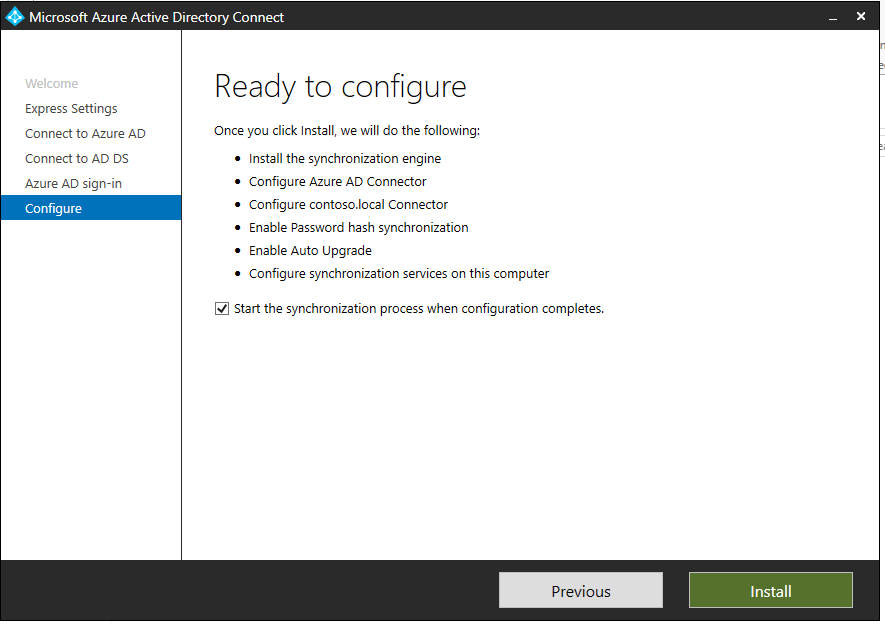 Microsoft Azure Active Directory Connect
Welcome
Express Settings
Connect to Azure AD
Connect to AD DS
Azure AD sign-in
Configure
Ready to configure
Once you click Install, we will do the following:
• Install the synchronization engine
• Configure Azure AD Connector
• Configure contoso.local Connector
• Enable Password hash synchronization
• Enable Auto Upgrade
• Configure synchronization services on this computer
Start the synchronization process when configuration completes.
Previous
Install